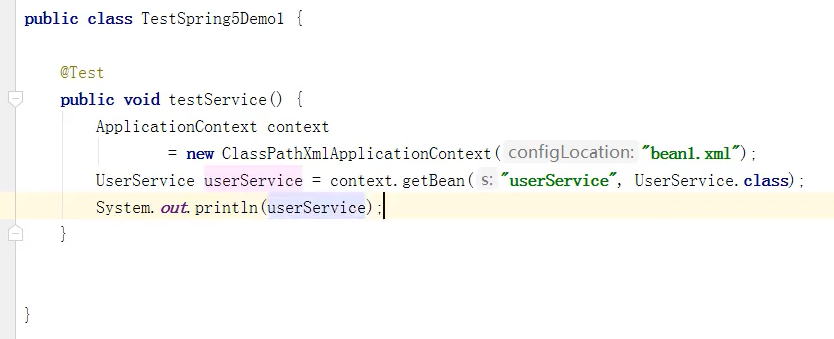 public class TestSpring5Demo1 {
@Test
public void testService() {
ApplicationContext context
= new ClassPathXmlApplicationContext( configLocation: "bean1.xml");
UserService userService = context.getBean( s: "userService", UserService.class);
System.out.println(userService);
}
}